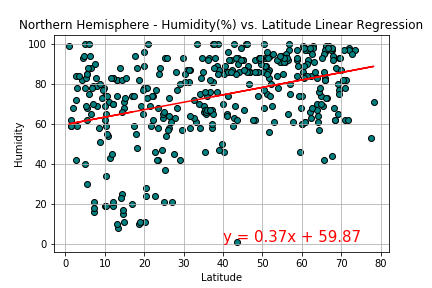 Northern Hemisphere - Humidity(%) vs. Latitude Linear Regression
100
80
60
40
20
0
Humidity
y = 0.37x + 59.87
0 10 20 30 40 50 60 70 80
Latitude